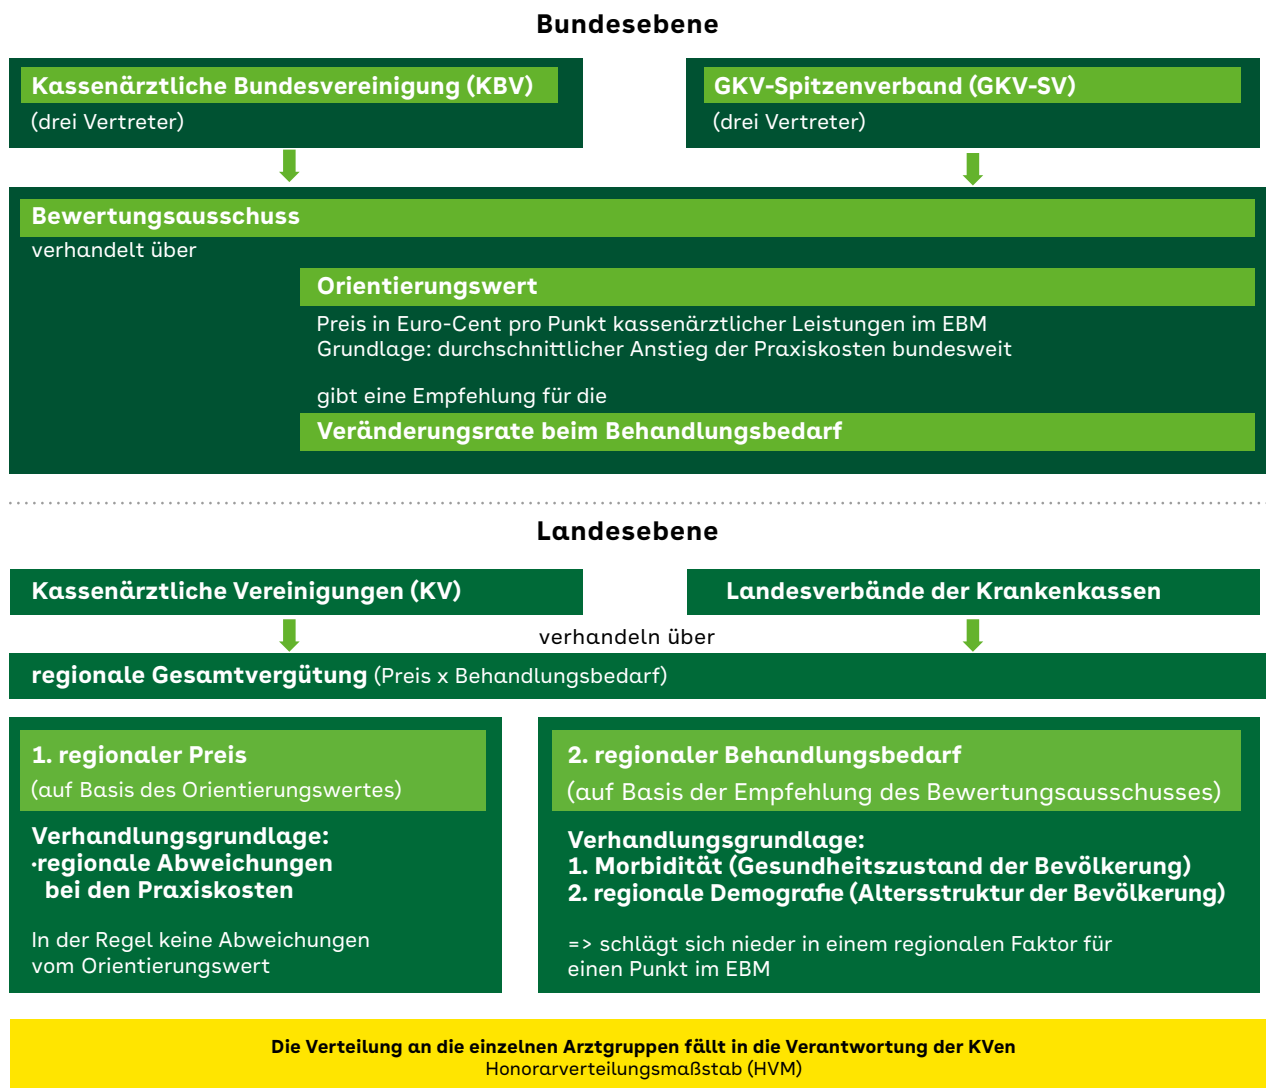 Bundesebene
Kassenärztliche Bundesvereinigung (KBV)
(drei Vertreter)
GKV-Spitzenverband (GKV-SV)
(drei Vertreter)
Bewertungsausschuss
verhandelt über
Orientierungswert
Preis in Euro-Cent pro Punkt kassenärztlicher Leistungen im EBM
Grundlage: durchschnittlicher Anstieg der Praxiskosten bundesweit
gibt eine Empfehlung für die
Veränderungsrate beim Behandlungsbedarf
Landesebene
Kassenärztliche Vereinigungen (KV)
Landesverbände der Krankenkassen
verhandeln über
regionale Gesamtvergütung (Preis x Behandlungsbedarf)
1. regionaler Preis
(auf Basis des Orientierungswertes)
Verhandlungsgrundlage:
·regionale Abweichungen
bei den Praxiskosten
In der Regel keine Abweichungen
vom Orientierungswert
2. regionaler Behandlungsbedarf
(auf Basis der Empfehlung des Bewertungsausschusses)
Verhandlungsgrundlage:
1. Morbidität (Gesundheitszustand der Bevölkerung)
2. regionale Demografie (Altersstruktur der Bevölkerung)
=> schlägt sich nieder in einem regionalen Faktor für
einen Punkt im EBM
Die Verteilung an die einzelnen Arztgruppen fällt in die Verantwortung der KVen
Honorarverteilungsmaßstab (HVM)